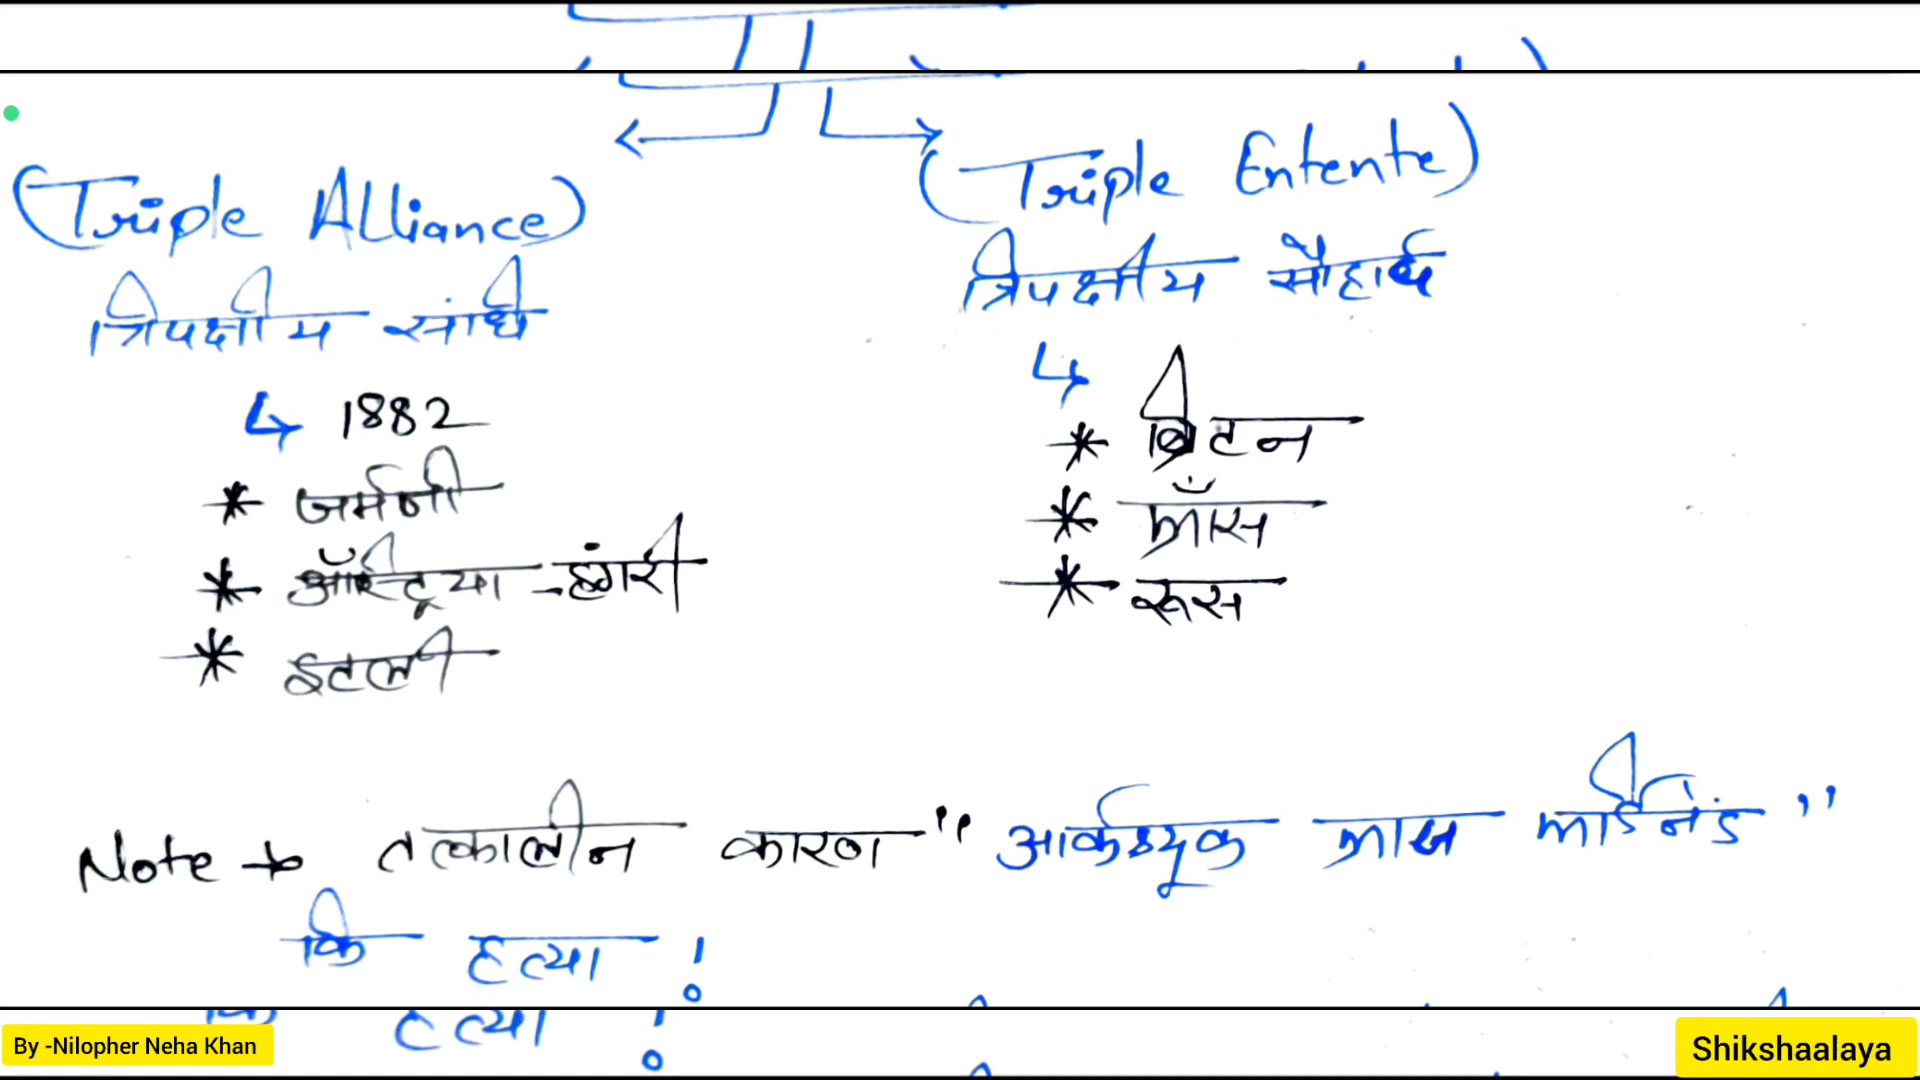 (Triple Alliance)
त्रिपक्षीय संधि
↳ 1882
* जर्मनी
* ऑस्ट्रिया - हंगरी
* इटली
(Triple Entente)
त्रिपक्षीय सौहार्द
↳
* ब्रिटन
* फ्राँस
* रूस
Note → तत्कालीन कारण "आर्कड्यूक फ्रांज फर्डिनेंड"
कि हत्या !
हत्या !
By -Nilopher Neha Khan
Shikshaalaya